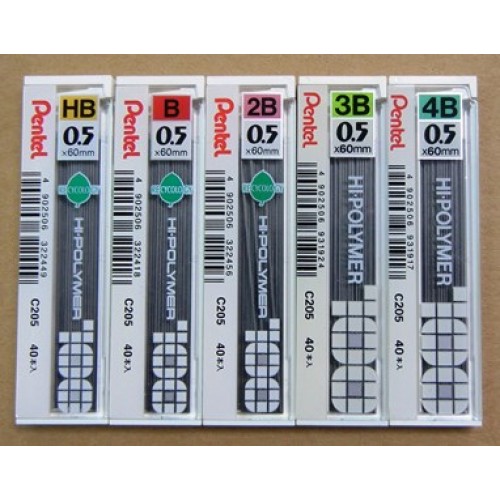 Pentel
HB
0.5
×60mm
RECYCOLOGY
HI-POLYMER
100
4 902506 322449
C205
40本入
Pentel
B
0.5
×60mm
RECYCOLOGY
HI-POLYMER
100
4 902506 322418
C205
40本入
Pentel
2B
0.5
×60mm
RECYCOLOGY
HI-POLYMER
100
4 902506 322456
C205
40本入
Pentel
3B
0.5
×60mm
HI-POLYMER
100
4 902506 931924
C205
40本入
Pentel
4B
0.5
×60mm
HI-POLYMER
100
4 902506 931917
C205
40本入